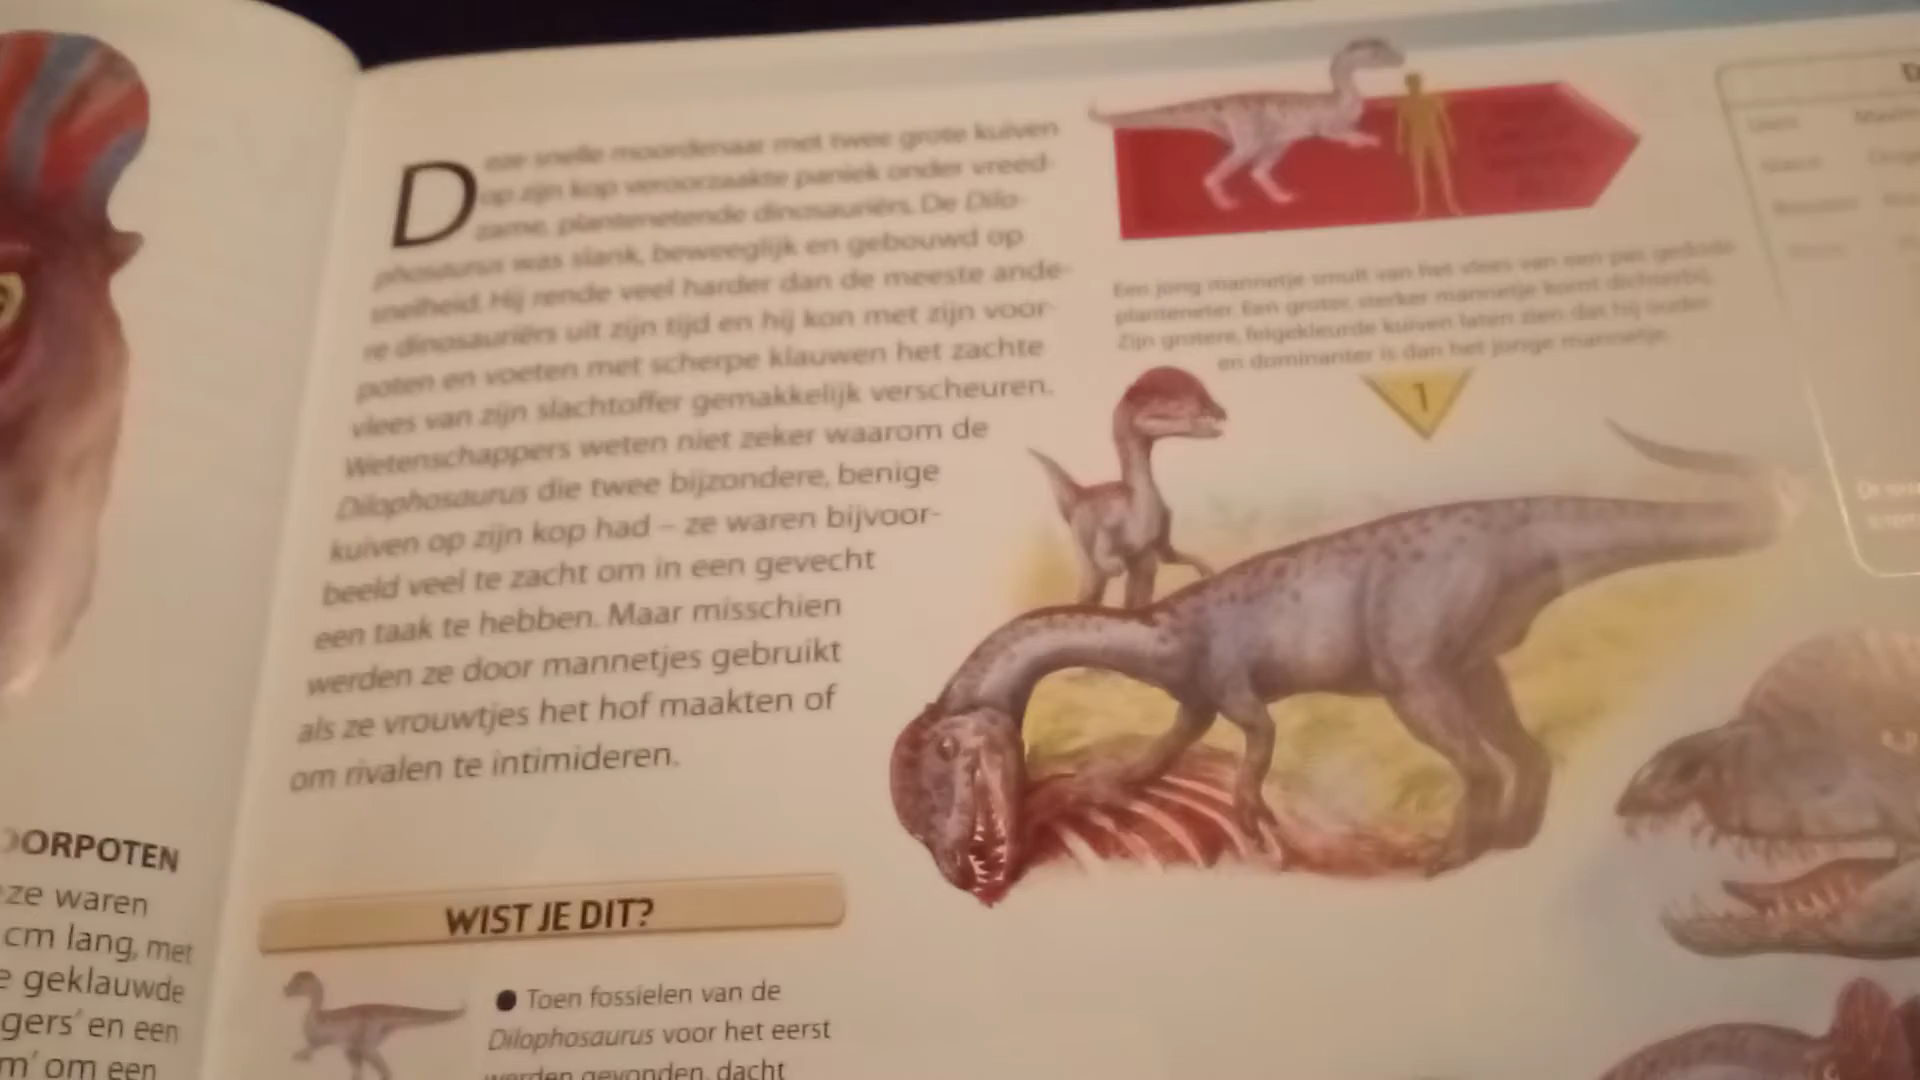 OORPOTEN
ze waren
cm lang, met
e geklauwde
gers' en een
m' om een
Deze snelle moordenaar met twee grote kuiven
op zijn kop veroorzaakte paniek onder vreed-
zame, plantenetende dinosauriërs. De Dilo-
phosaurus was slank, beweeglijk en gebouwd op
snelheid. Hij rende veel harder dan de meeste ande-
re dinosauriërs uit zijn tijd en hij kon met zijn voor-
poten en voeten met scherpe klauwen het zachte
vlees van zijn slachtoffer gemakkelijk verscheuren.
Wetenschappers weten niet zeker waarom de
Dilophosaurus die twee bijzondere, benige
kuiven op zijn kop had – ze waren bijvoor-
beeld veel te zacht om in een gevecht
een taak te hebben. Maar misschien
werden ze door mannetjes gebruikt
als ze vrouwtjes het hof maakten of
om rivalen te intimideren.
WIST JE DIT?
● Toen fossielen van de
Dilophosaurus voor het eerst
werden gevonden, dacht
Een jong mannetje smult van het vlees van een pas gedode
planteneter. Een groter, sterker mannetje komt dichterbij.
Zijn grotere, felgekleurde kuiven laten zien dat hij ouder
en dominanter is dan het jonge mannetje.
1